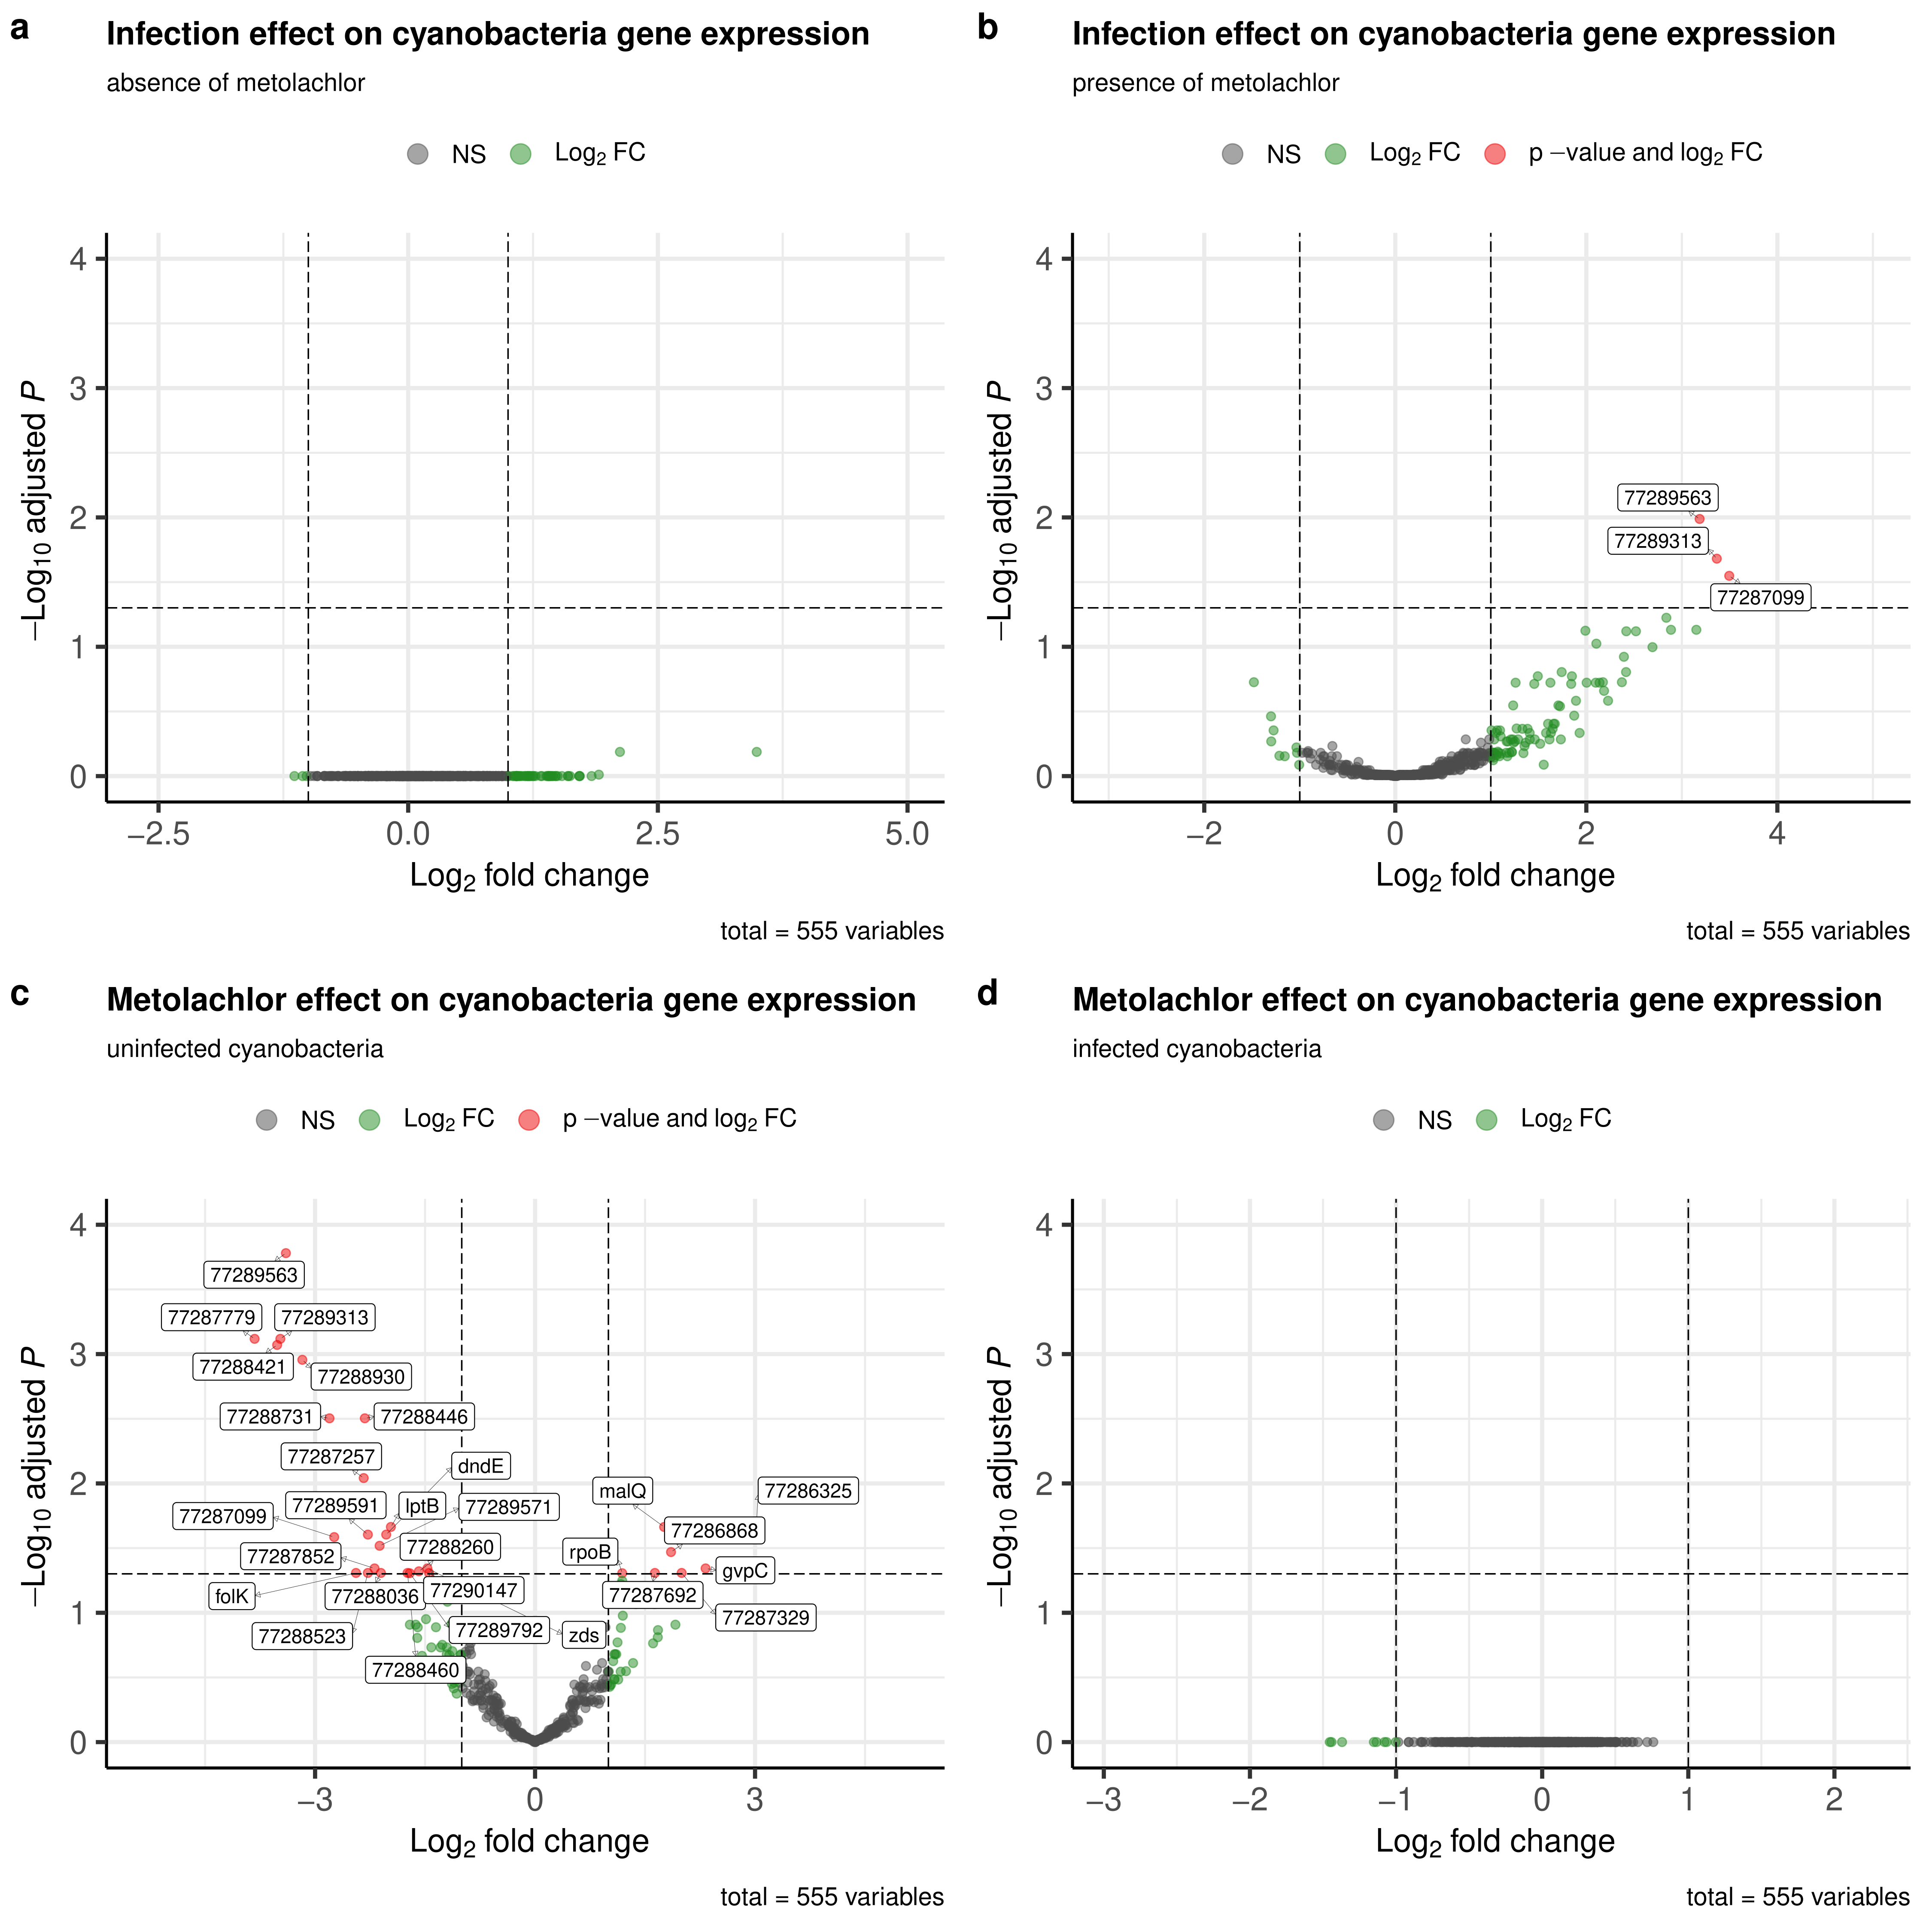 a
Infection effect on cyanobacteria gene expression
absence of metolachlor
NS Log2 FC
−Log10 adjusted P
4
3
2
1
0
−2.5 0.0 2.5 5.0
Log2 fold change
total = 555 variables
b
Infection effect on cyanobacteria gene expression
presence of metolachlor
NS Log2 FC p −value and log2 FC
−Log10 adjusted P
4
3
2
1
0
77289563
77289313
77287099
−2 0 2 4
Log2 fold change
total = 555 variables
c
Metolachlor effect on cyanobacteria gene expression
uninfected cyanobacteria
NS Log2 FC p −value and log2 FC
−Log10 adjusted P
4
3
2
1
0
77289563
77287779 77289313
77288421
77288930
77288731 77288446
77287257
dndE
malQ 77286325
77289591 lptB 77289571
77287099
77286868
77288260
rpoB
77287852
gvpC
folK 77288036 77290147 77287692
77287329
77288523 77289792 zds
77288460
−3 0 3
Log2 fold change
total = 555 variables
d
Metolachlor effect on cyanobacteria gene expression
infected cyanobacteria
NS Log2 FC
−Log10 adjusted P
4
3
2
1
0
−3 −2 −1 0 1 2
Log2 fold change
total = 555 variables